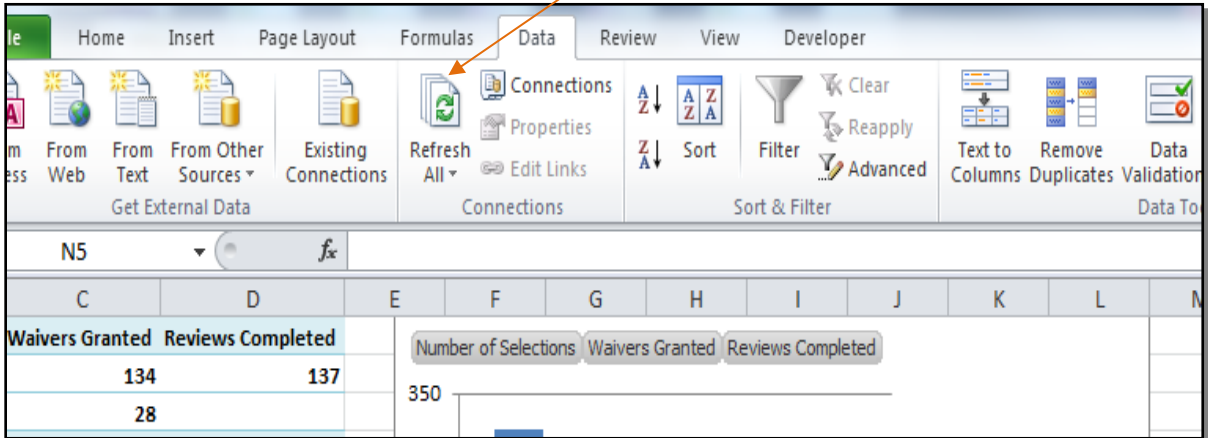 le Home Insert Page Layout Formulas Data Review View Developer
A
m
ess
From
Web
From
Text
From Other
Sources
Existing
Connections
Get External Data
Refresh
All
Connections
Properties
Edit Links
Connections
A
Z
Z
A
A Z
Z A
Sort
Filter
Clear
Reapply
Advanced
Sort & Filter
Text to
Columns
Remove
Duplicates
Data
Validation
Data To
N5 fx
C D E F G H I J K L M
Waivers Granted Reviews Completed
134 137
28
Number of Selections Waivers Granted Reviews Completed
350